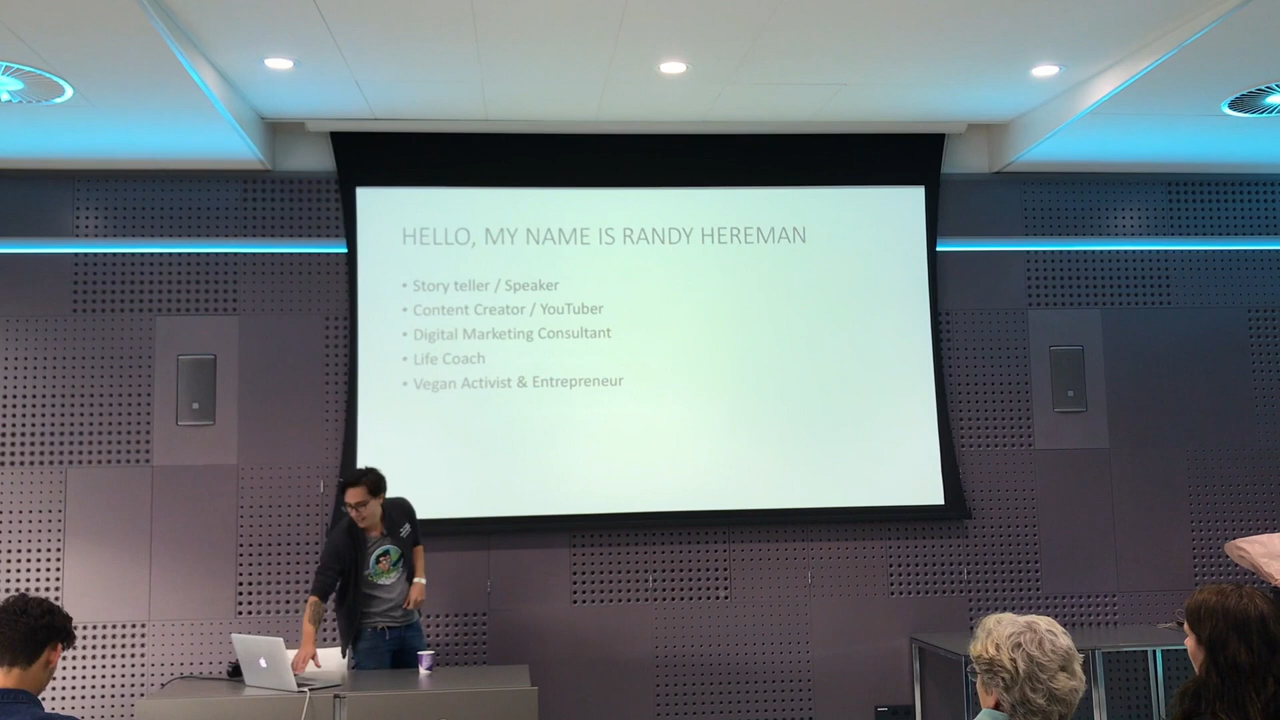 HELLO, MY NAME IS RANDY HEREMAN
• Story teller / Speaker
• Content Creator / YouTuber
• Digital Marketing Consultant
• Life Coach
• Vegan Activist & Entrepreneur